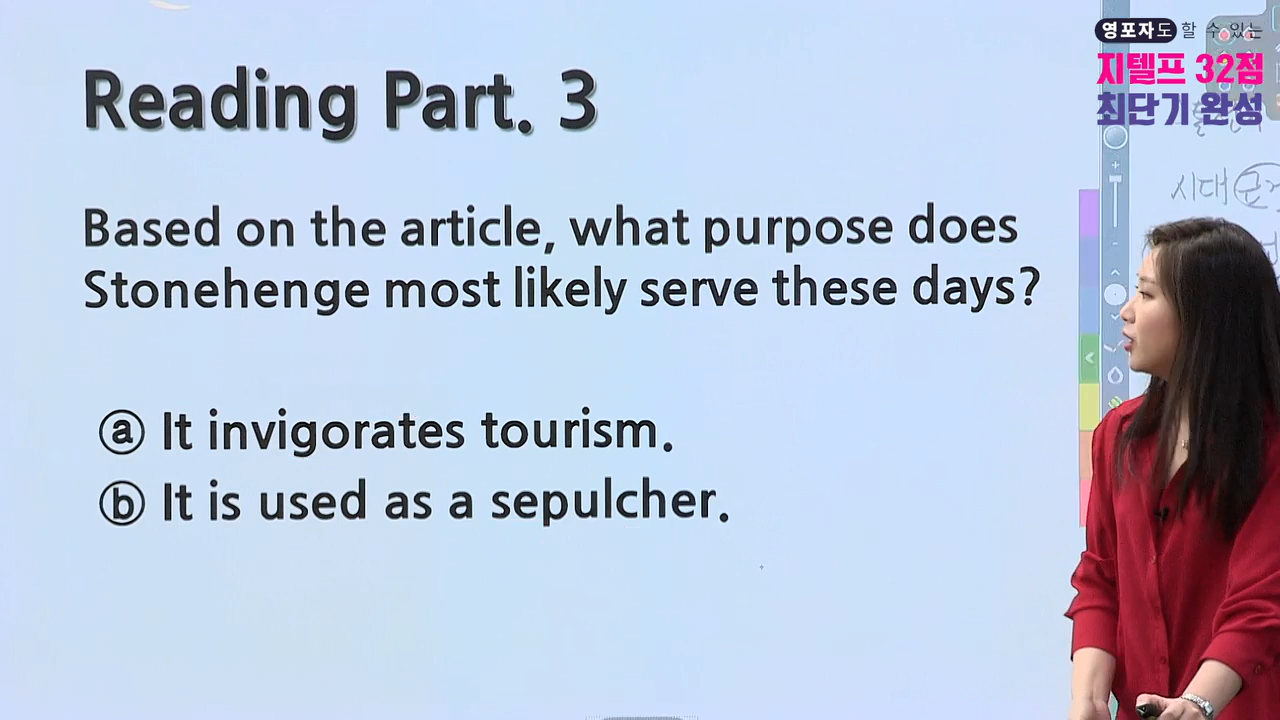 영포자도 할 수 있는
지텔프 32점
최단기 완성
Reading Part. 3
Based on the article, what purpose does
Stonehenge most likely serve these days?
ⓐ It invigorates tourism.
ⓑ It is used as a sepulcher.
시대